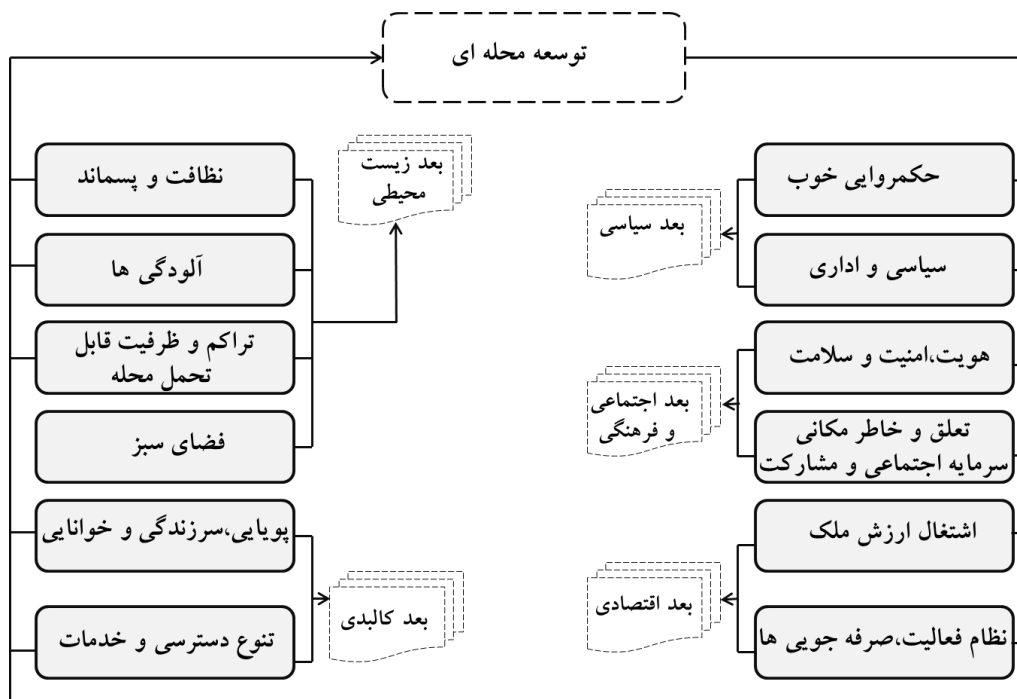 توسعه محله ای
حکمروایی خوب
سیاسی و اداری
بعد سیاسی
هویت،امنیت و سلامت
تعلق و خاطر مکانی
سرمایه اجتماعی و مشارکت
بعد اجتماعی
و فرهنگی
اشتغال ارزش ملک
نظام فعالیت،صرفه جویی ها
بعد اقتصادی
بعد زیست
محیطی
نظافت و پسماند
آلودگی ها
تراکم و ظرفیت قابل
تحمل محله
فضای سبز
پویایی،سرزندگی و خوانایی
تنوع دسترسی و خدمات
بعد کالبدی